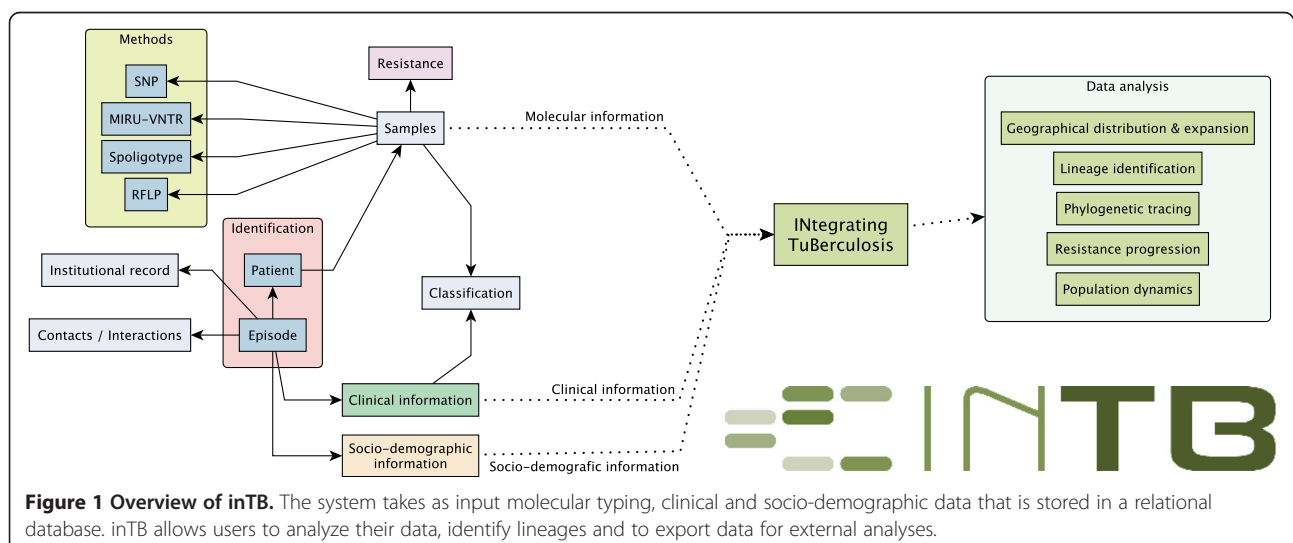 Methods
SNP
MIRU-VNTR
Spoligotype
RFLP
Resistance
Samples
Molecular information
Identification
Patient
Episode
Institutional record
Contacts / Interactions
Classification
Clinical information
Clinical information
Socio-demographic
information
Socio-demografic information
INtegrating
TuBerculosis
Data analysis
Geographical distribution & expansion
Lineage identification
Phylogenetic tracing
Resistance progression
Population dynamics
INTB
Figure 1 Overview of inTB. The system takes as input molecular typing, clinical and socio-demographic data that is stored in a relational
database. inTB allows users to analyze their data, identify lineages and to export data for external analyses.